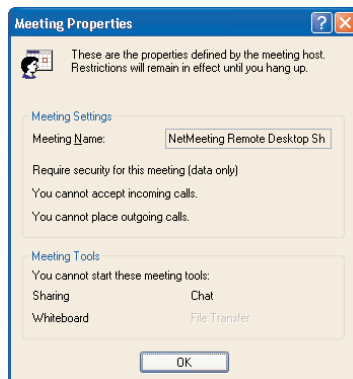 Meeting Properties
These are the properties defined by the meeting host.
Restrictions will remain in effect until you hang up.
Meeting Settings
Meeting Name: NetMeeting Remote Desktop Sh
Require security for this meeting (data only)
You cannot accept incoming calls.
You cannot place outgoing calls.
Meeting Tools
You cannot start these meeting tools:
Sharing Chat
Whiteboard File Transfer
OK